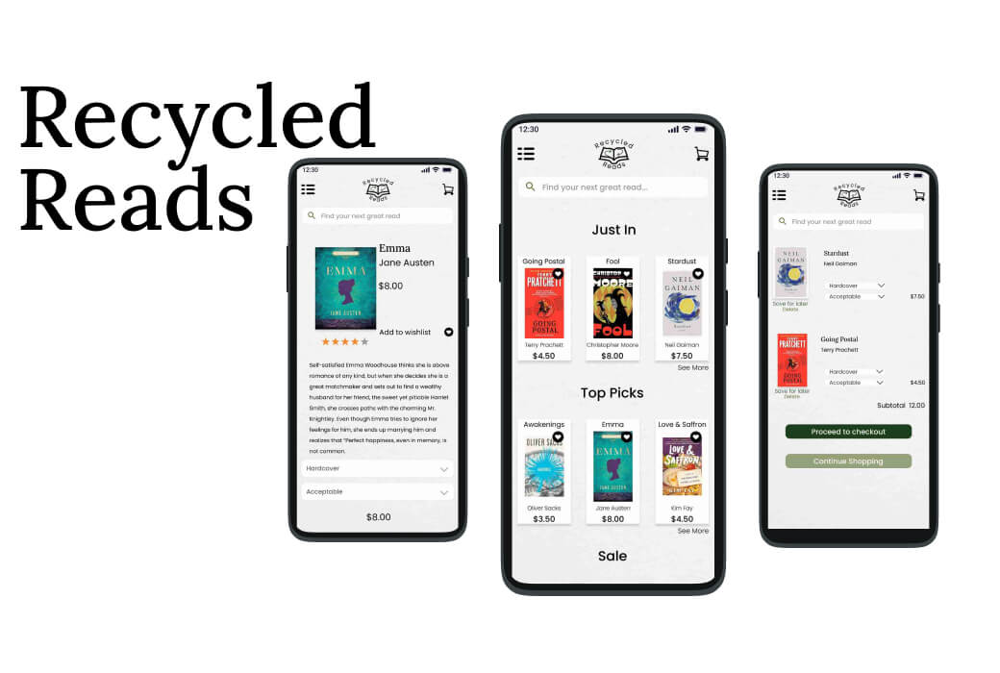 Recycled
Reads
12:30
Recycled
Reads
Find your next great read
EMMA
JANE AUSTEN
Emma
Jane Austen
$8.00
Add to wishlist
Self-satisfied Emma Woodhouse thinks she is above
romance of any kind, but when she decides she is a
great matchmaker and sets out to find a wealthy
husband for her friend, the sweet yet pitiable Harriet
Smith, she crosses paths with the charming Mr.
Knightley. Even though Emma tries to ignore her
feelings for him, she ends up marrying him and
realizes that "Perfect happiness, even in memory, is
not common.
Hardcover
Acceptable
$8.00
12:30
Recycled
Reads
Find your next great read...
Just In
Going Postal
Fool
Stardust
TERRY
PRATCHETT
GOING
POSTAL
CHRISTOP
MOORE
FOOL
NEIL
GAIMAN
Terry Prachett
Christopher Moore
Neil Gaiman
$4.50
$8.00
$7.50
See More
Top Picks
Awakenings
Emma
Love & Saffron
OLIVER SACKS
EMMA
JANE AUSTEN
LOVE &
SAFFRON
KIM FAY
Oliver Sacks
Jane Austen
Kim Fay
$3.50
$8.00
$4.50
See More
Sale
12:30
Recycled
Reads
Find your next great read
NEIL
GAIMAN
Stardust
Neil Gaiman
Hardcover
Acceptable
$7.50
Save for later
Delete
TERRY
PRATCHETT
GOING
POSTAL
Going Postal
Terry Prachett
Hardcover
Acceptable
$4.50
Save for later
Delete
Subtotal 12.00
Proceed to checkout
Continue Shopping